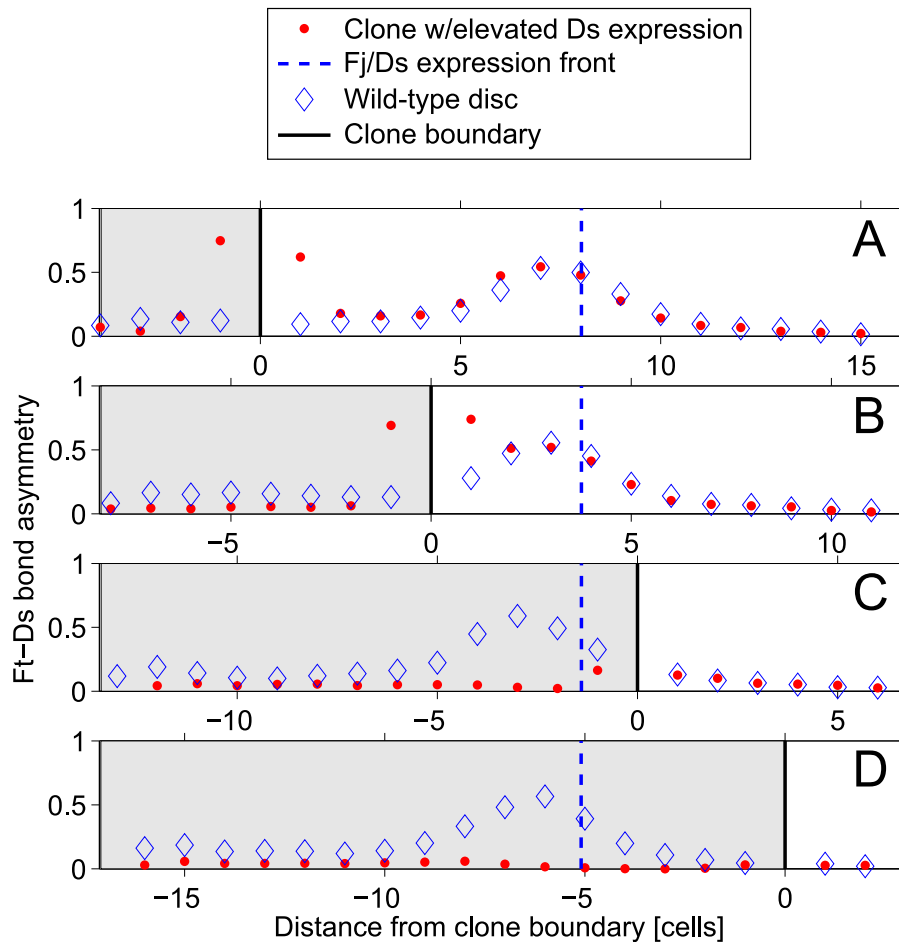 Clone w/elevated Ds expression
Fj/Ds expression front
Wild-type disc
Clone boundary
1
0.5
0
A
0 5 10 15
1
0.5
0
B
−5 0 5 10
1
0.5
0
C
−10 −5 0 5
1
0.5
0
D
−15 −10 −5 0
Ft−Ds bond asymmetry
Distance from clone boundary [cells]